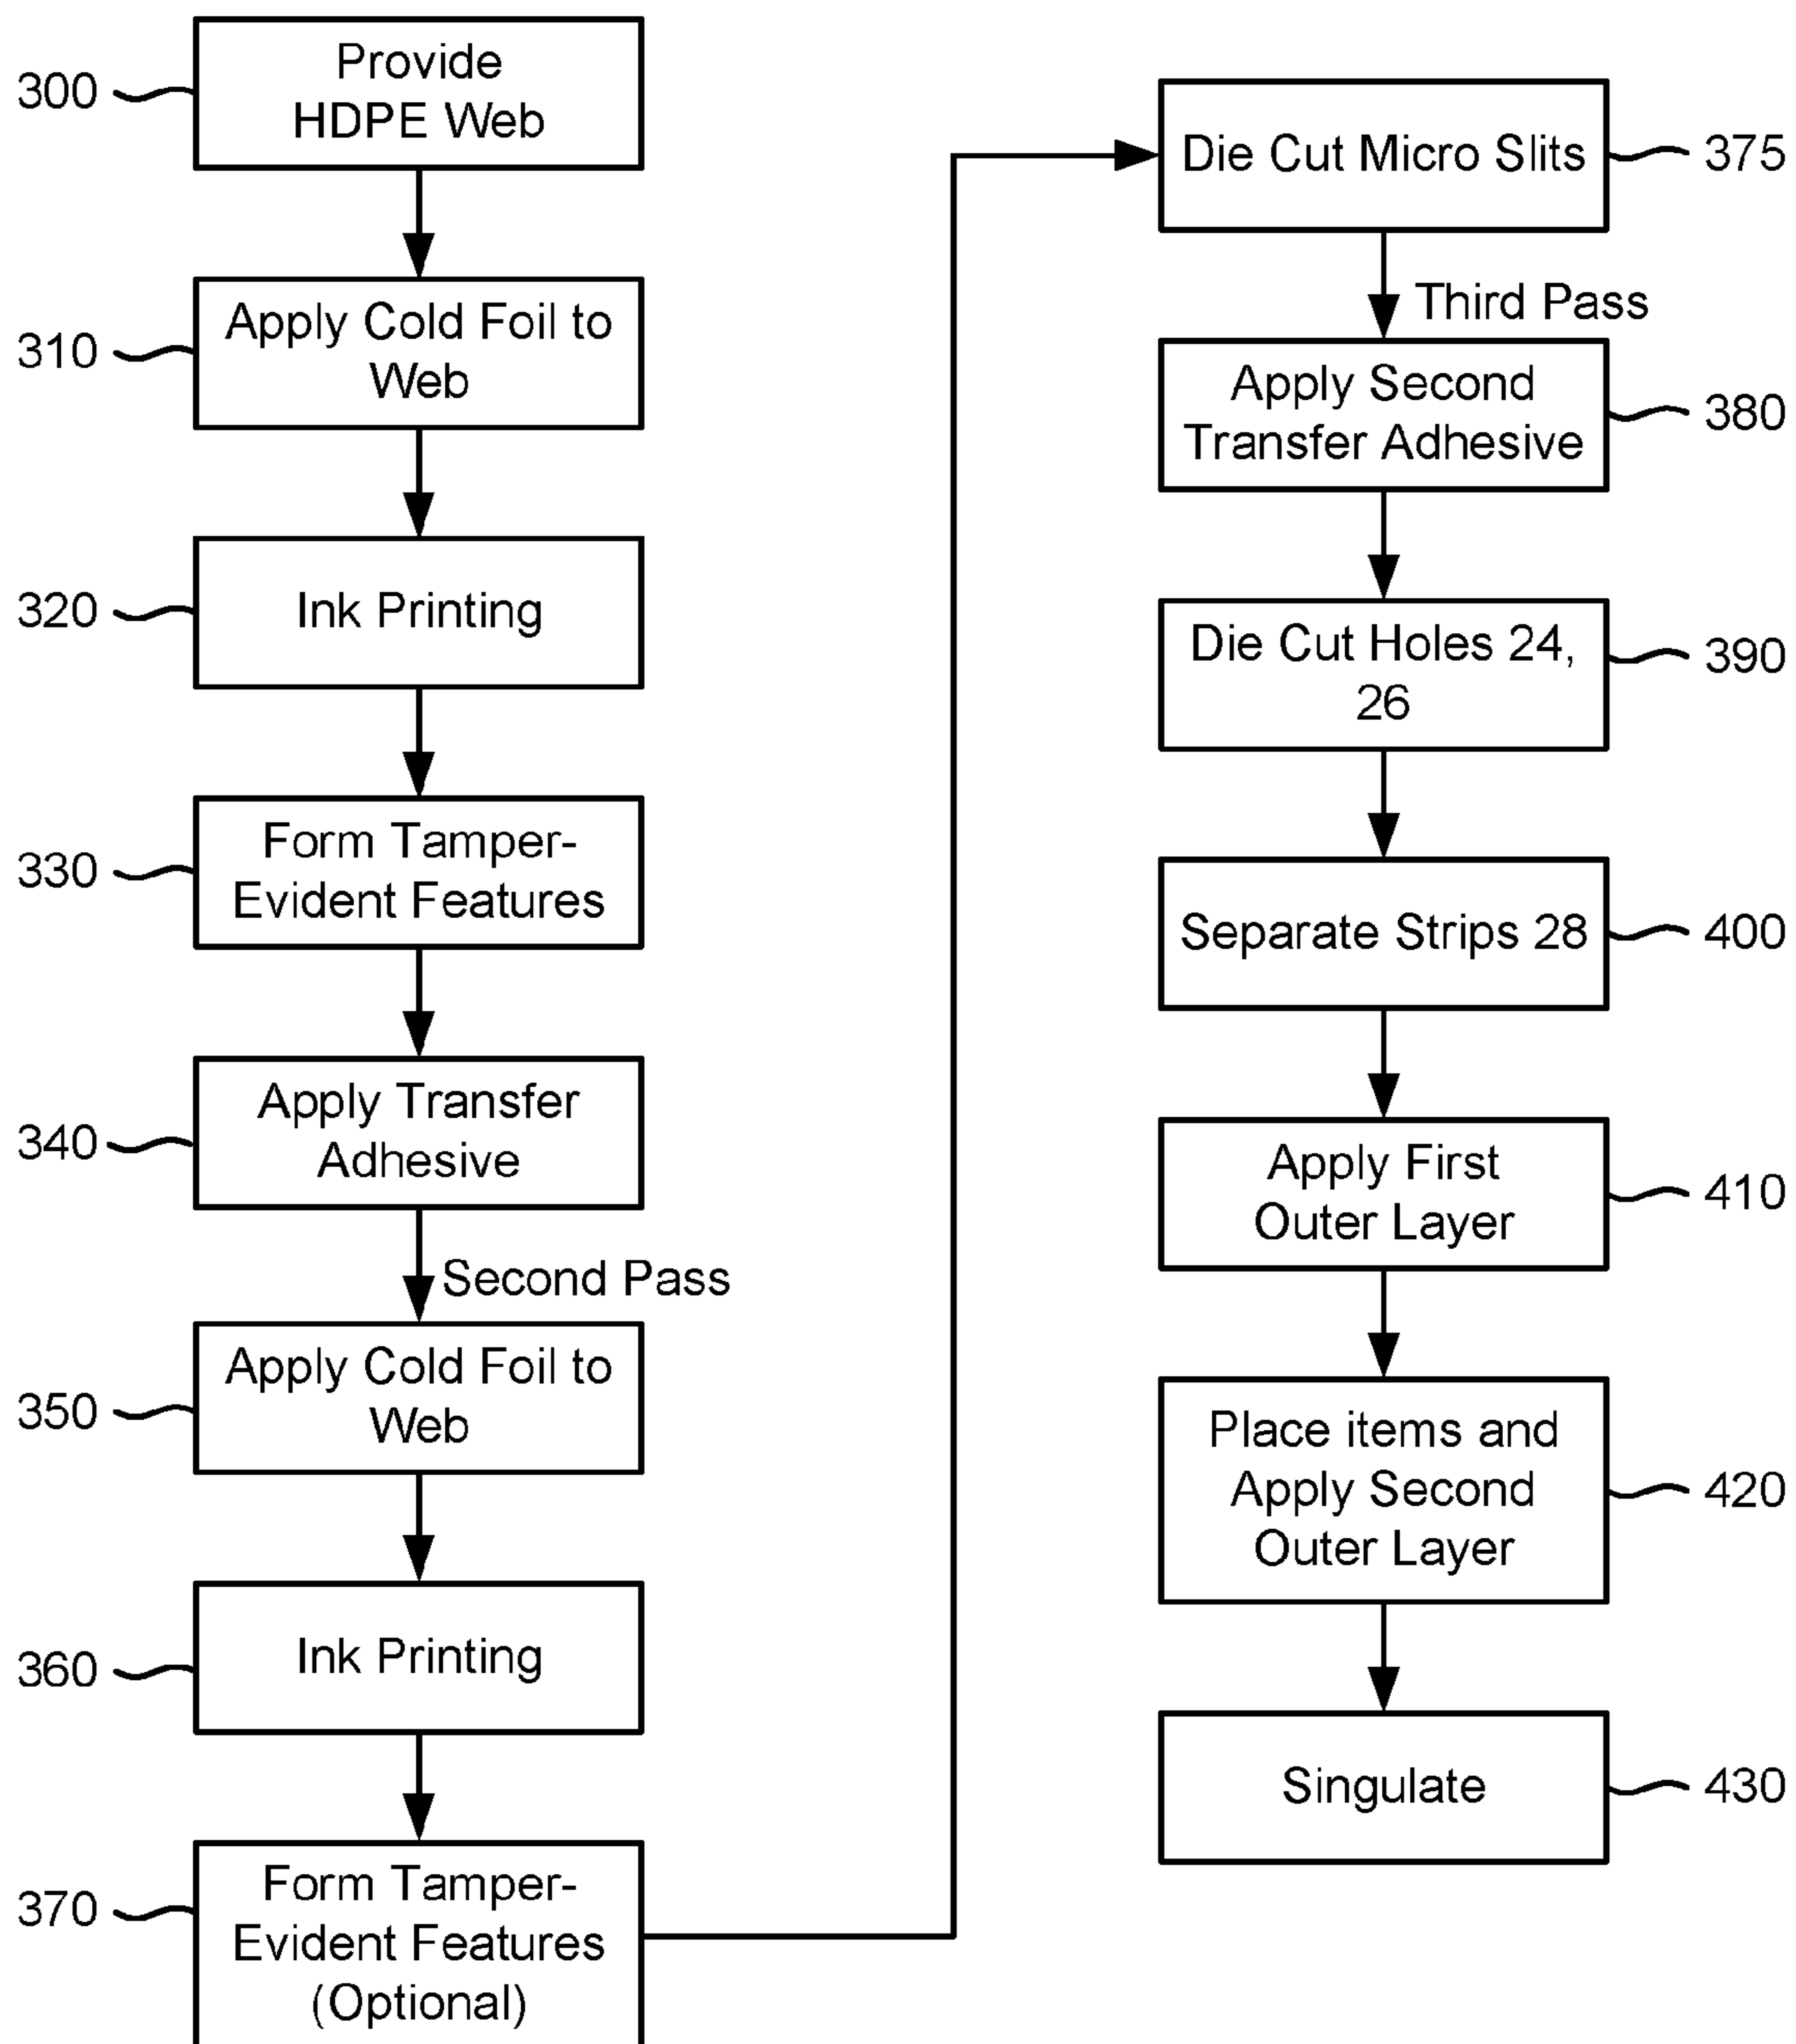 300
Provide
HDPE Web
310
Apply Cold Foil to
Web
320
Ink Printing
330
Form Tamper-
Evident Features
340
Apply Transfer
Adhesive
Second Pass
350
Apply Cold Foil to
Web
360
Ink Printing
370
Form Tamper-
Evident Features
(Optional)
Die Cut Micro Slits
375
Third Pass
Apply Second
Transfer Adhesive
380
Die Cut Holes 24,
26
390
Separate Strips 28
400
Apply First
Outer Layer
410
Place items and
Apply Second
Outer Layer
420
Singulate
430